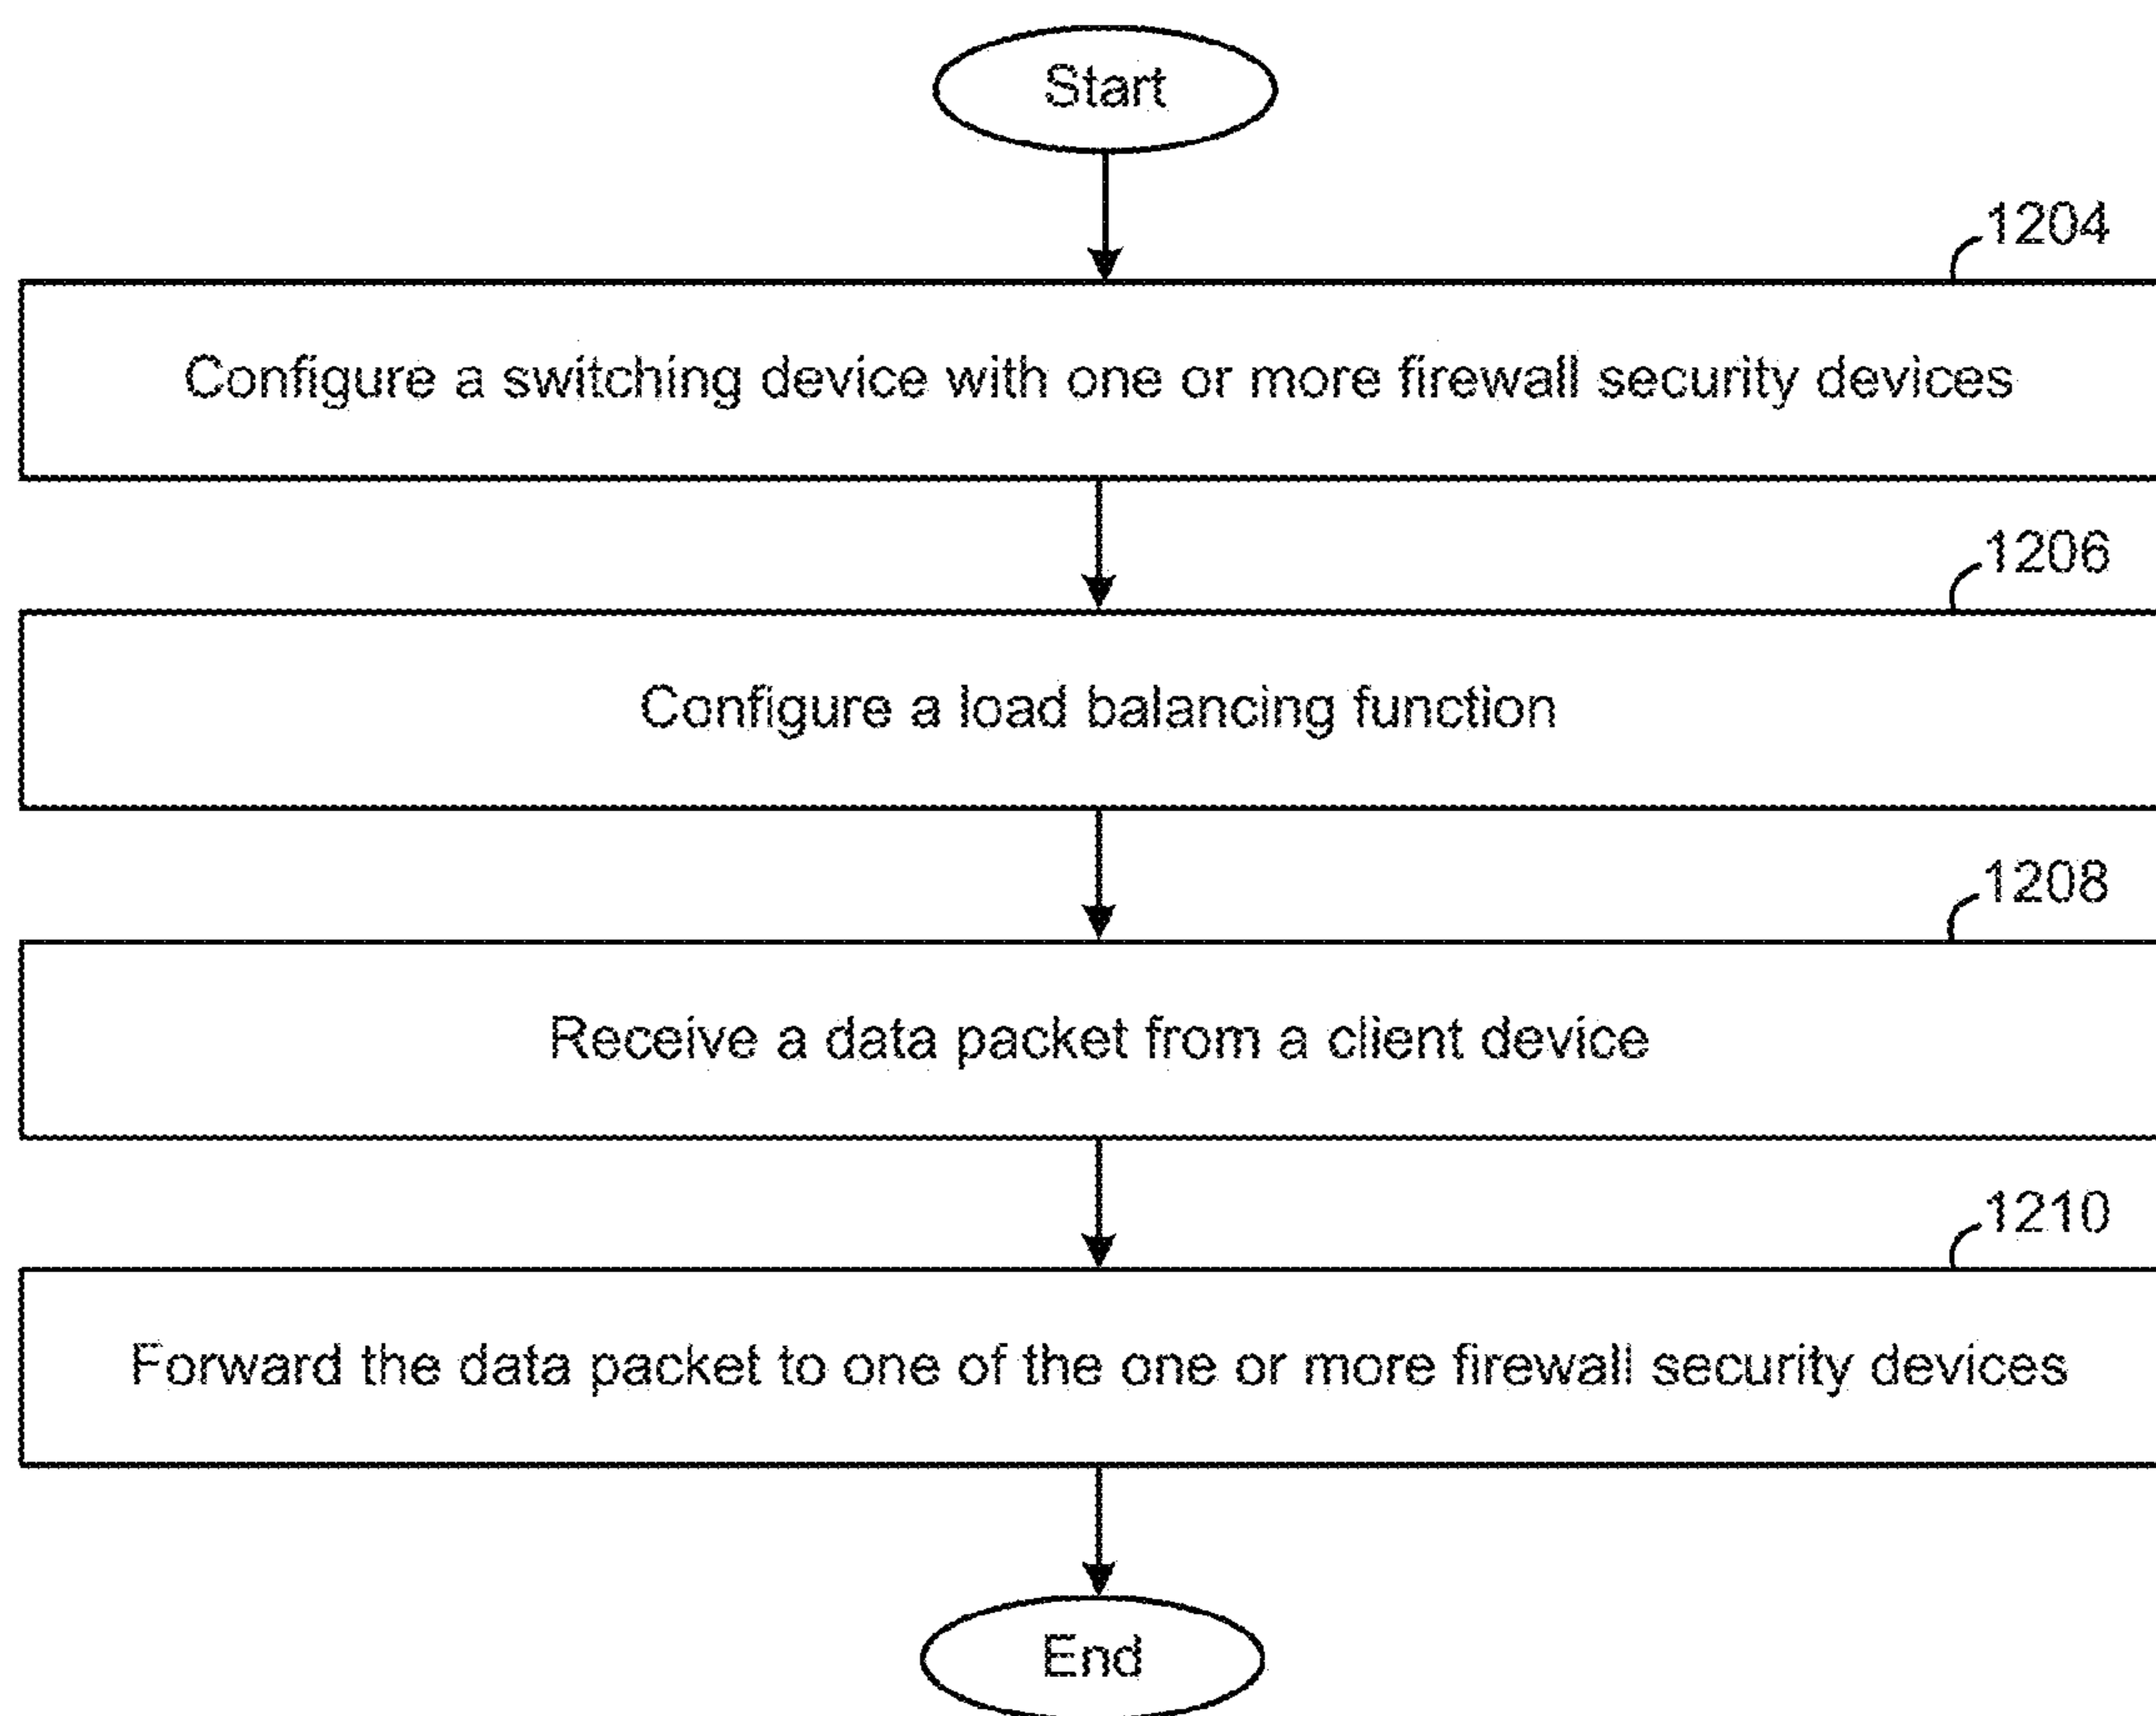 Start
1204
Configure a switching device with one or more firewall security devices
1206
Configure a load balancing function
1208
Receive a data packet from a client device
1210
Forward the data packet to one of the one or more firewall security devices
End